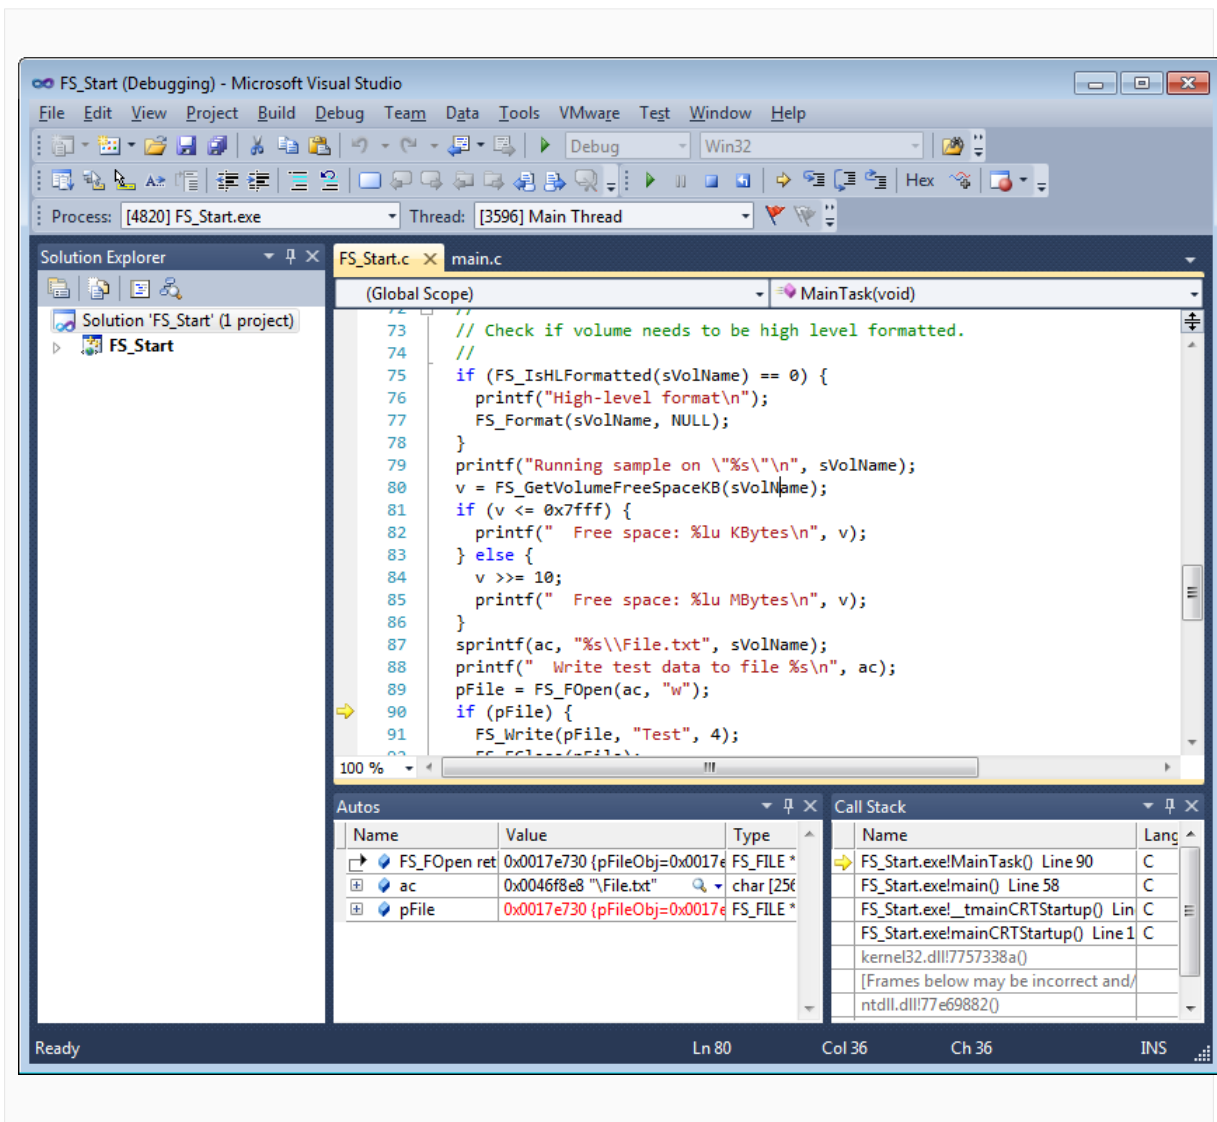 FS_Start (Debugging) - Microsoft Visual Studio
File Edit View Project Build Debug Team Data Tools VMware Test Window Help
Debug Win32
Hex
Process: [4820] FS_Start.exe Thread: [3596] Main Thread
Solution Explorer
Solution 'FS_Start' (1 project)
FS_Start
FS_Start.c main.c
(Global Scope) MainTask(void)
72 //
73 // Check if volume needs to be high level formatted.
74 //
75 if (FS_IsHLFormatted(sVolName) == 0) {
76 printf("High-level format\n");
77 FS_Format(sVolName, NULL);
78 }
79 printf("Running sample on \"%s\"\n", sVolName);
80 v = FS_GetVolumeFreeSpaceKB(sVolName);
81 if (v <= 0x7fff) {
82 printf("  Free space: %lu KBytes\n", v);
83 } else {
84 v >>= 10;
85 printf("  Free space: %lu MBytes\n", v);
86 }
87 sprintf(ac, "%s\\File.txt", sVolName);
88 printf("  Write test data to file %s\n", ac);
89 pFile = FS_FOpen(ac, "w");
90 if (pFile) {
91 FS_Write(pFile, "Test", 4);
100 %
Autos
Name Value Type
FS_FOpen ret 0x0017e730 {pFileObj=0x0017e FS_FILE *
ac 0x0046f8e8 "\File.txt" char [256
pFile 0x0017e730 {pFileObj=0x0017e FS_FILE *
Call Stack
Name Lang
FS_Start.exe!MainTask() Line 90 C
FS_Start.exe!main() Line 58 C
FS_Start.exe!__tmainCRTStartup() Lin C
FS_Start.exe!mainCRTStartup() Line 1 C
kernel32.dll!7757338a()
[Frames below may be incorrect and/
ntdll.dll!77e69882()
Ready Ln 80 Col 36 Ch 36 INS